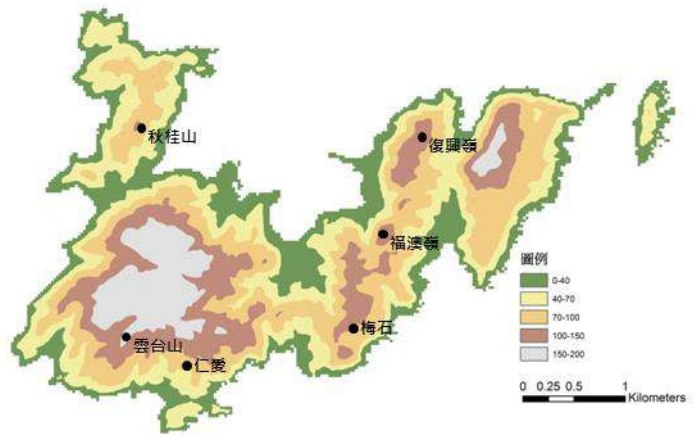 秋桂山
復興嶺
福澳嶺
圖例
0-40
40-70
70-100
100-150
150-200
梅石
雲台山
仁愛
0 0.25 0.5 1
Kilometers